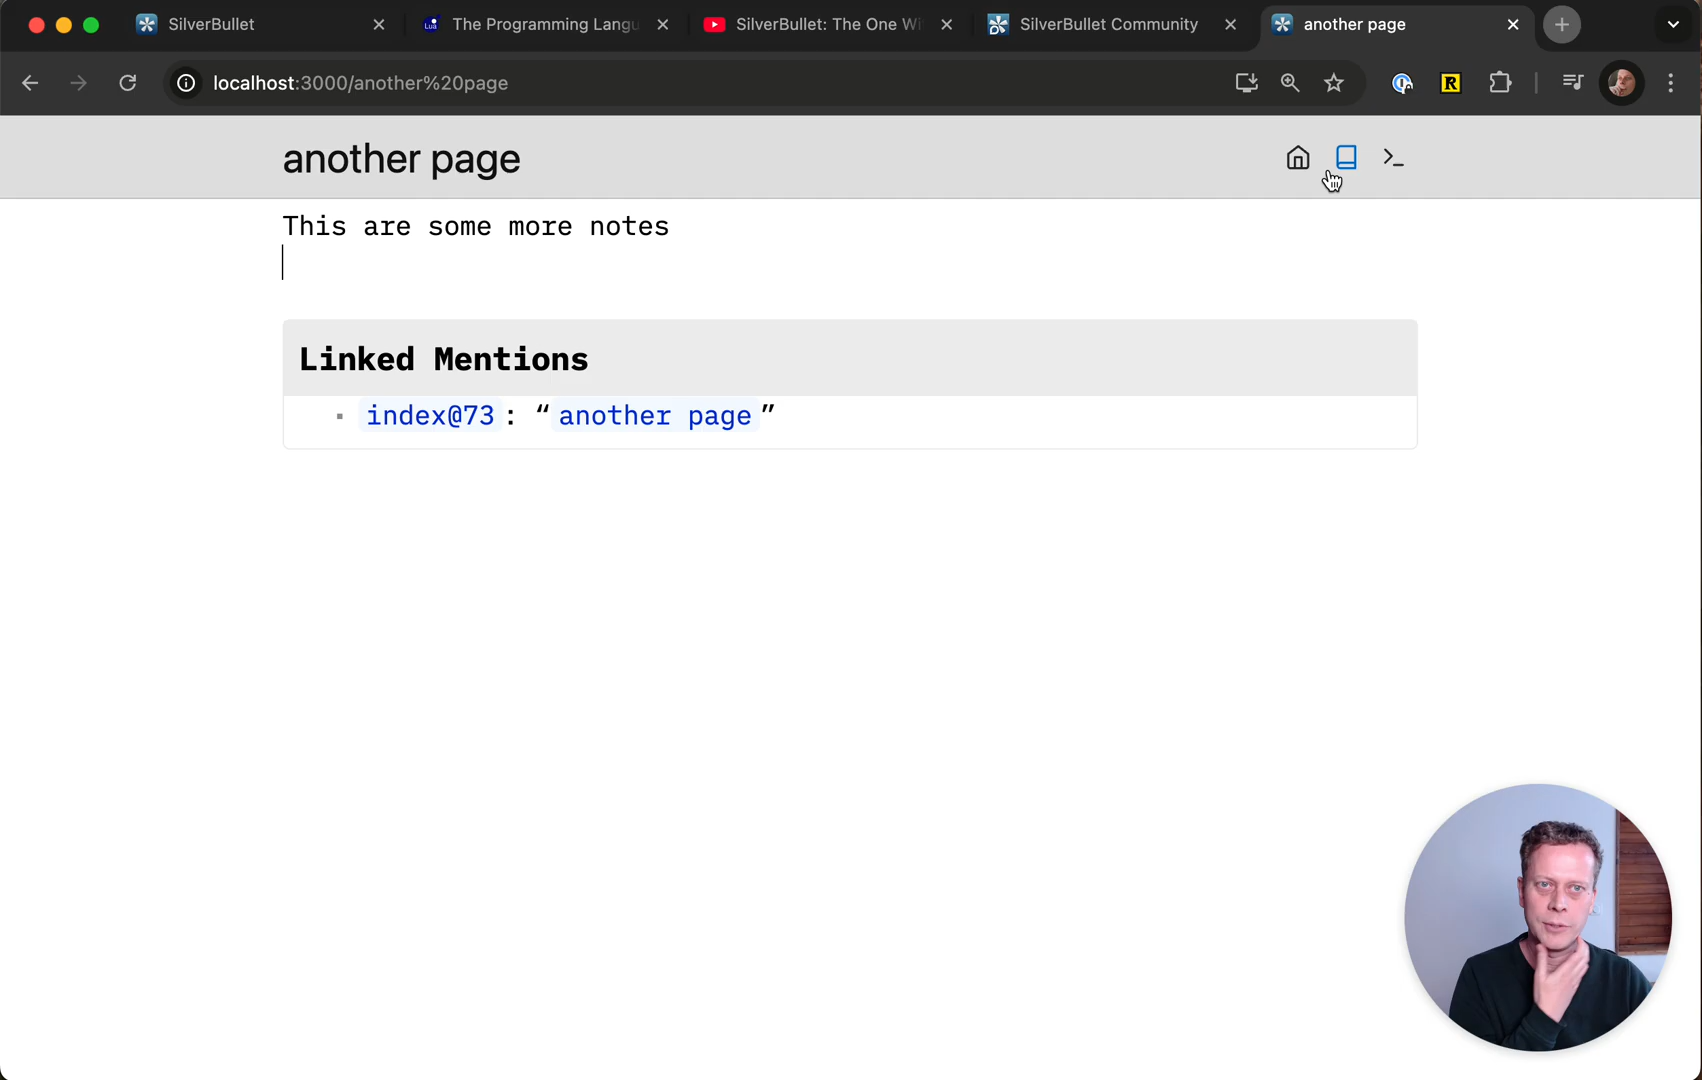 SilverBullet
The Programming Langu
SilverBullet: The One Wi
SilverBullet Community
another page
localhost:3000/another%20page
another page
This are some more notes
Linked Mentions
index@73: “another page”